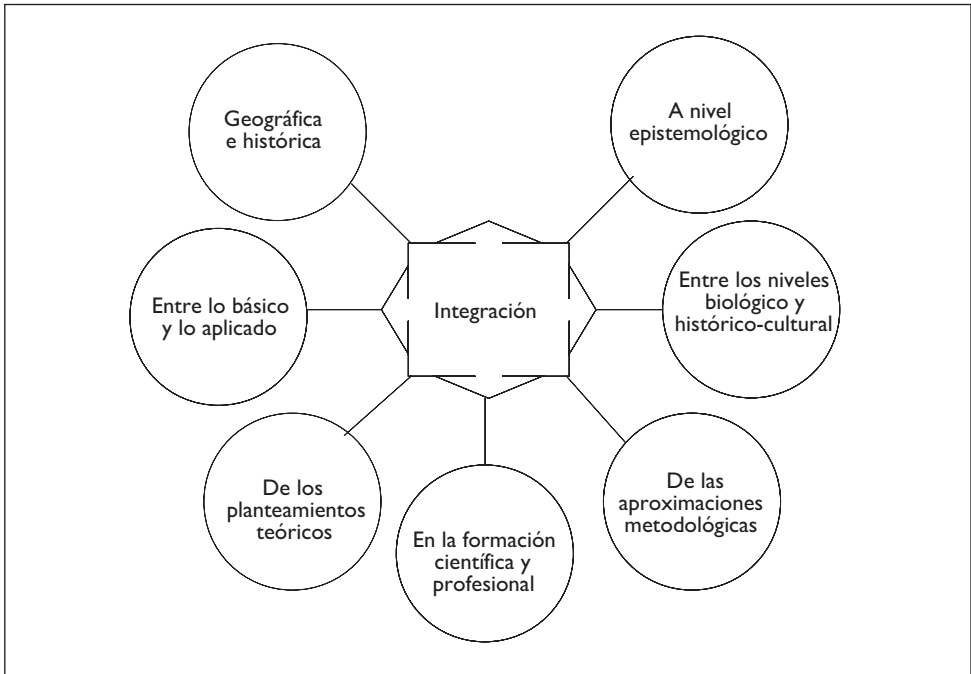 Geográfica
e histórica
A nivel
epistemológico
Entre lo básico
y lo aplicado
Integración
Entre los niveles
biológico y
histórico-cultural
De los
planteamientos
teóricos
En la formación
científica y
profesional
De las
aproximaciones
metodológicas